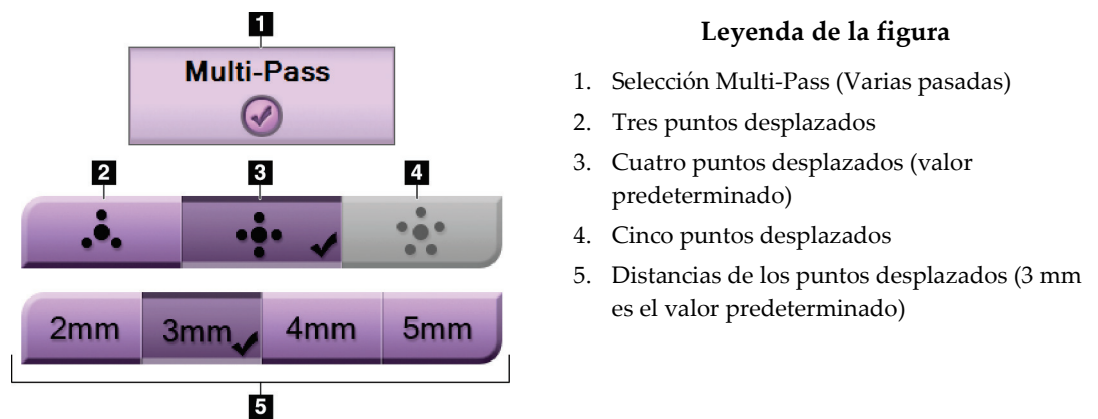 1
Multi-Pass
2 3 4
2mm 3mm 4mm 5mm
5
Leyenda de la figura
1. Selección Multi-Pass (Varias pasadas)
2. Tres puntos desplazados
3. Cuatro puntos desplazados (valor
predeterminado)
4. Cinco puntos desplazados
5. Distancias de los puntos desplazados (3 mm
es el valor predeterminado)